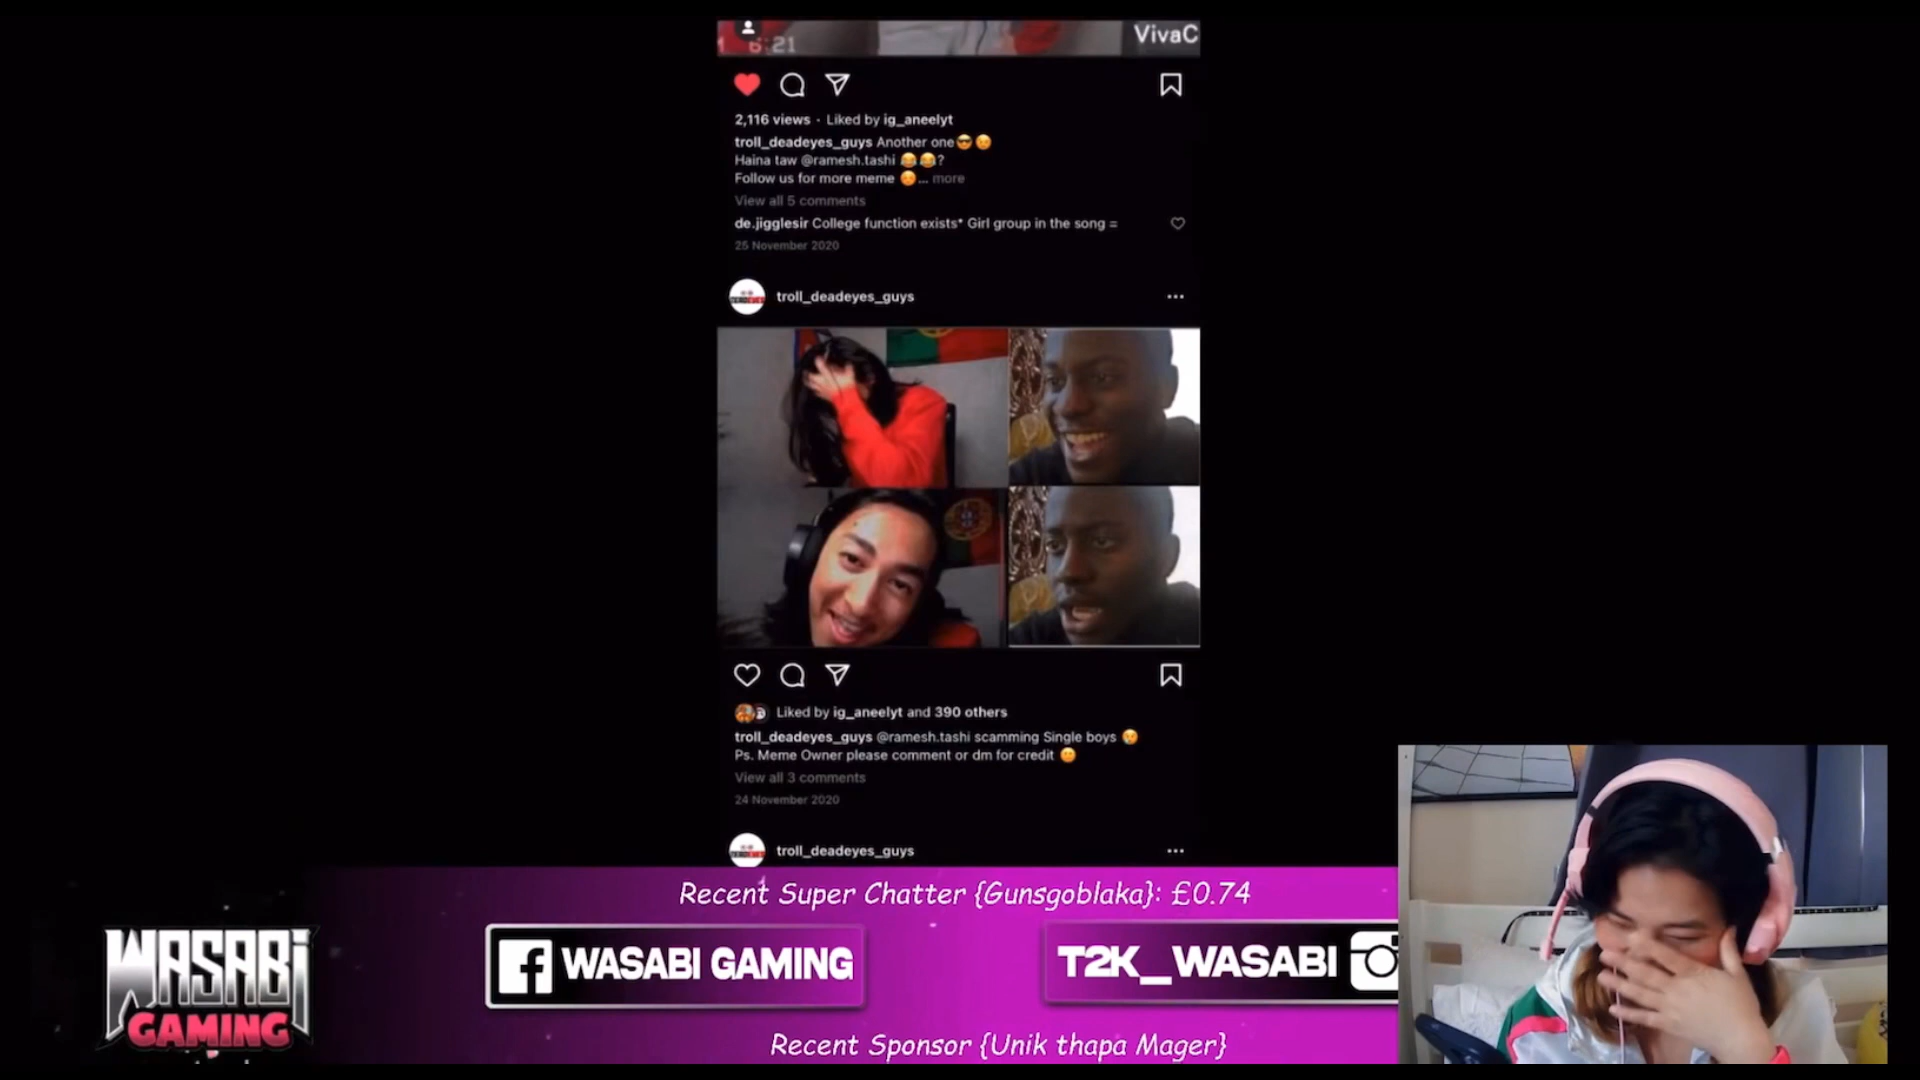 6:21
VivaC
2,116 views · Liked by ig_aneelyt
troll_deadeyes_guys Another one😎😢
Haina taw @ramesh.tashi 😂😂?
Follow us for more meme ☺️... more
View all 5 comments
de.jigglesir College function exists* Girl group in the song =
25 November 2020
troll_deadeyes_guys
Liked by ig_aneelyt and 390 others
troll_deadeyes_guys @ramesh.tashi scamming Single boys 😢
Ps. Meme Owner please comment or dm for credit 🙂
View all 3 comments
24 November 2020
troll_deadeyes_guys
Recent Super Chatter {Gunsgoblaka}: £0.74
WASABI GAMING
WASABI GAMING
T2K_WASABI
Recent Sponsor {Unik thapa Mager}